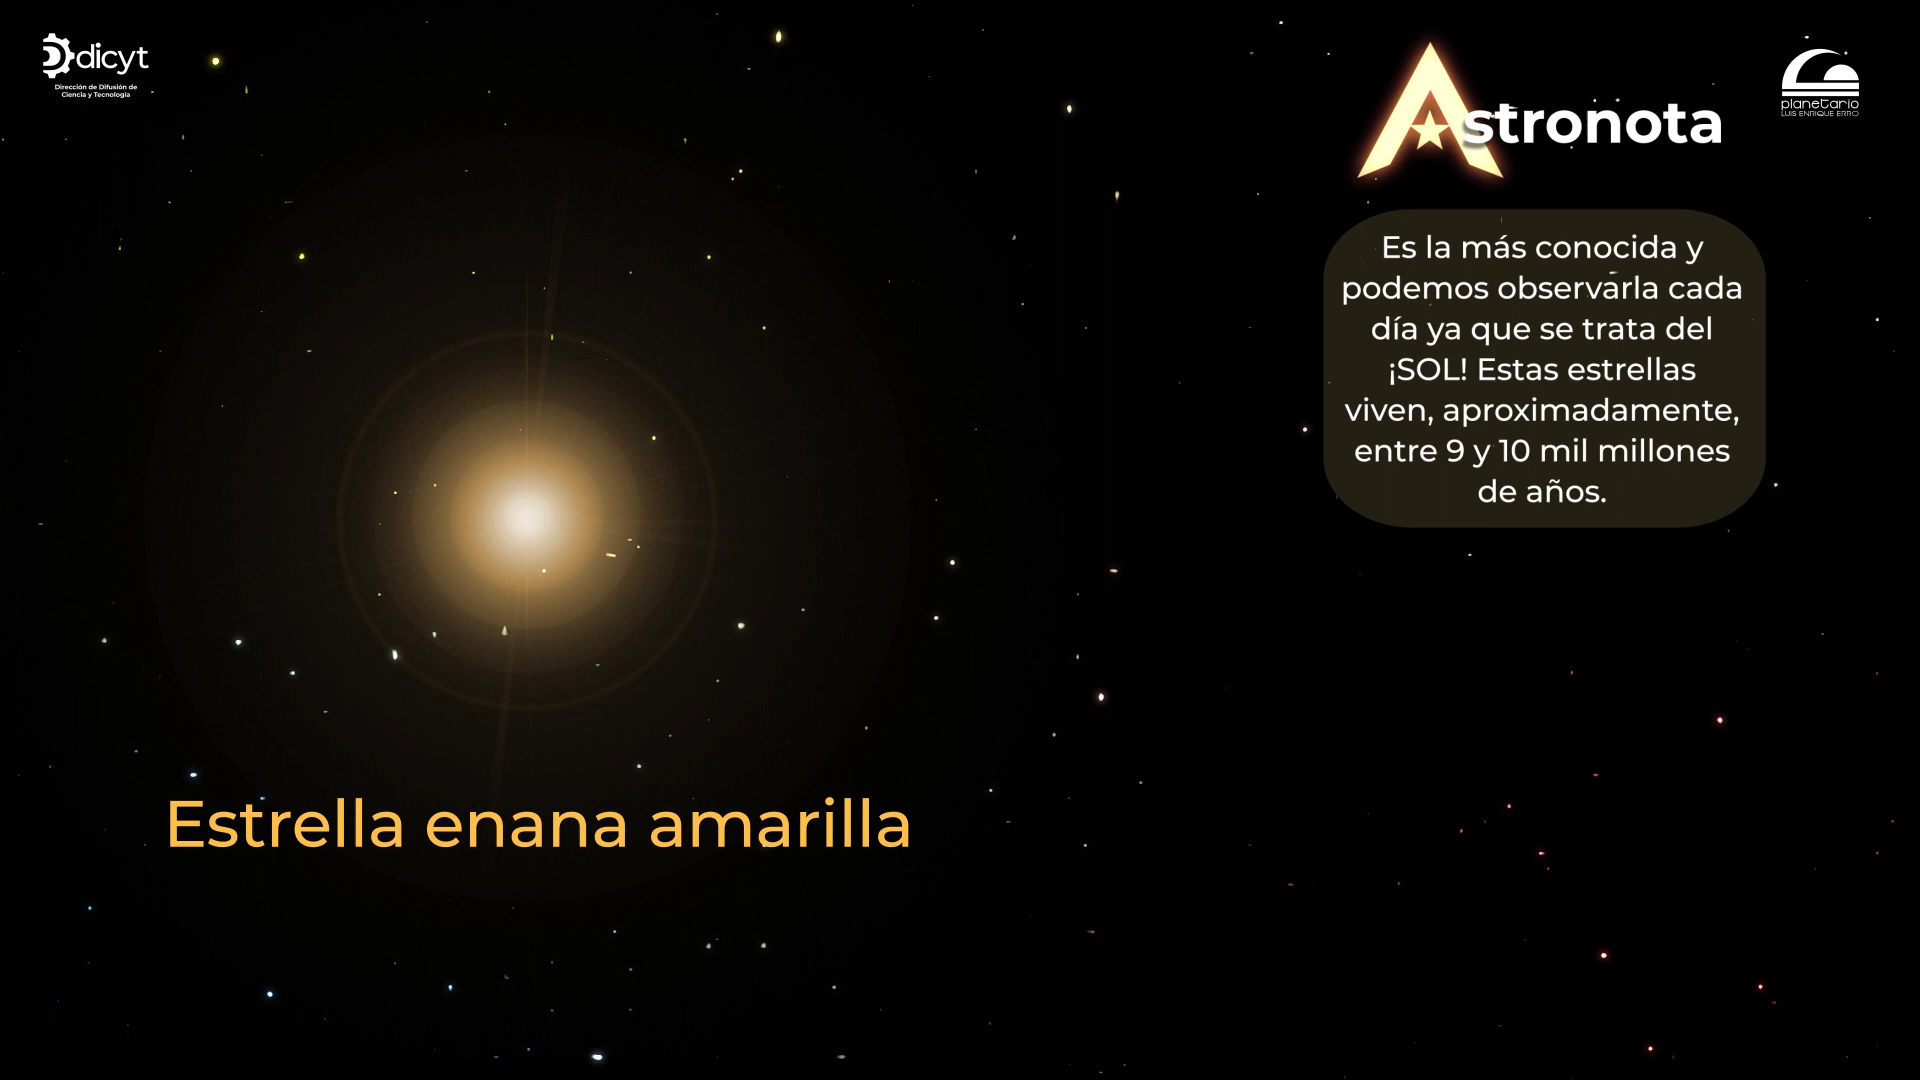 dicyt
Dirección de Difusión de
Ciencia y Tecnología
Astronota
planetario
LUIS ENRIQUE ERRO
Es la más conocida y
podemos observarla cada
día ya que se trata del
¡SOL! Estas estrellas
viven, aproximadamente,
entre 9 y 10 mil millones
de años.
Estrella enana amarilla